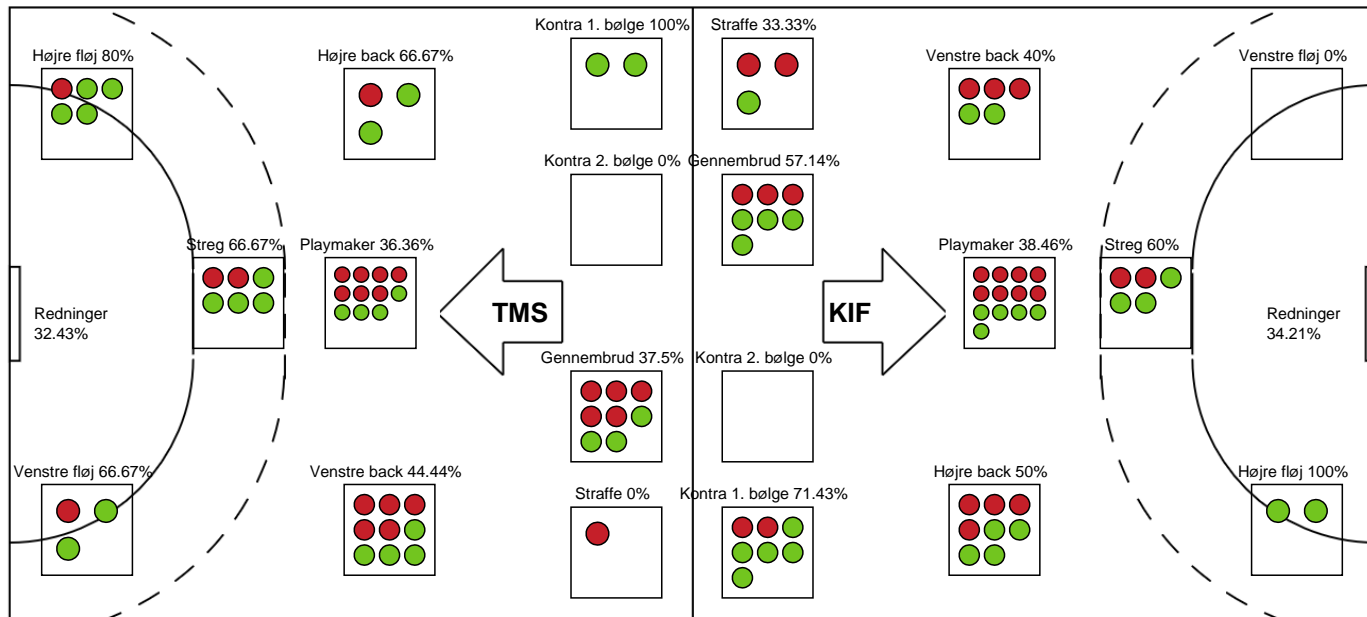 Kontra 1. bølge 100%
Straffe 33.33%
Højre fløj 80%
Højre back 66.67%
Venstre back 40%
Venstre fløj 0%
Kontra 2. bølge 0%
Gennembrud 57.14%
Streg 66.67%
Playmaker 36.36%
Playmaker 38.46%
Streg 60%
Redninger
32.43%
TMS
KIF
Redninger
34.21%
Gennembrud 37.5%
Kontra 2. bølge 0%
Venstre fløj 66.67%
Venstre back 44.44%
Straffe 0%
Kontra 1. bølge 71.43%
Højre back 50%
Højre fløj 100%